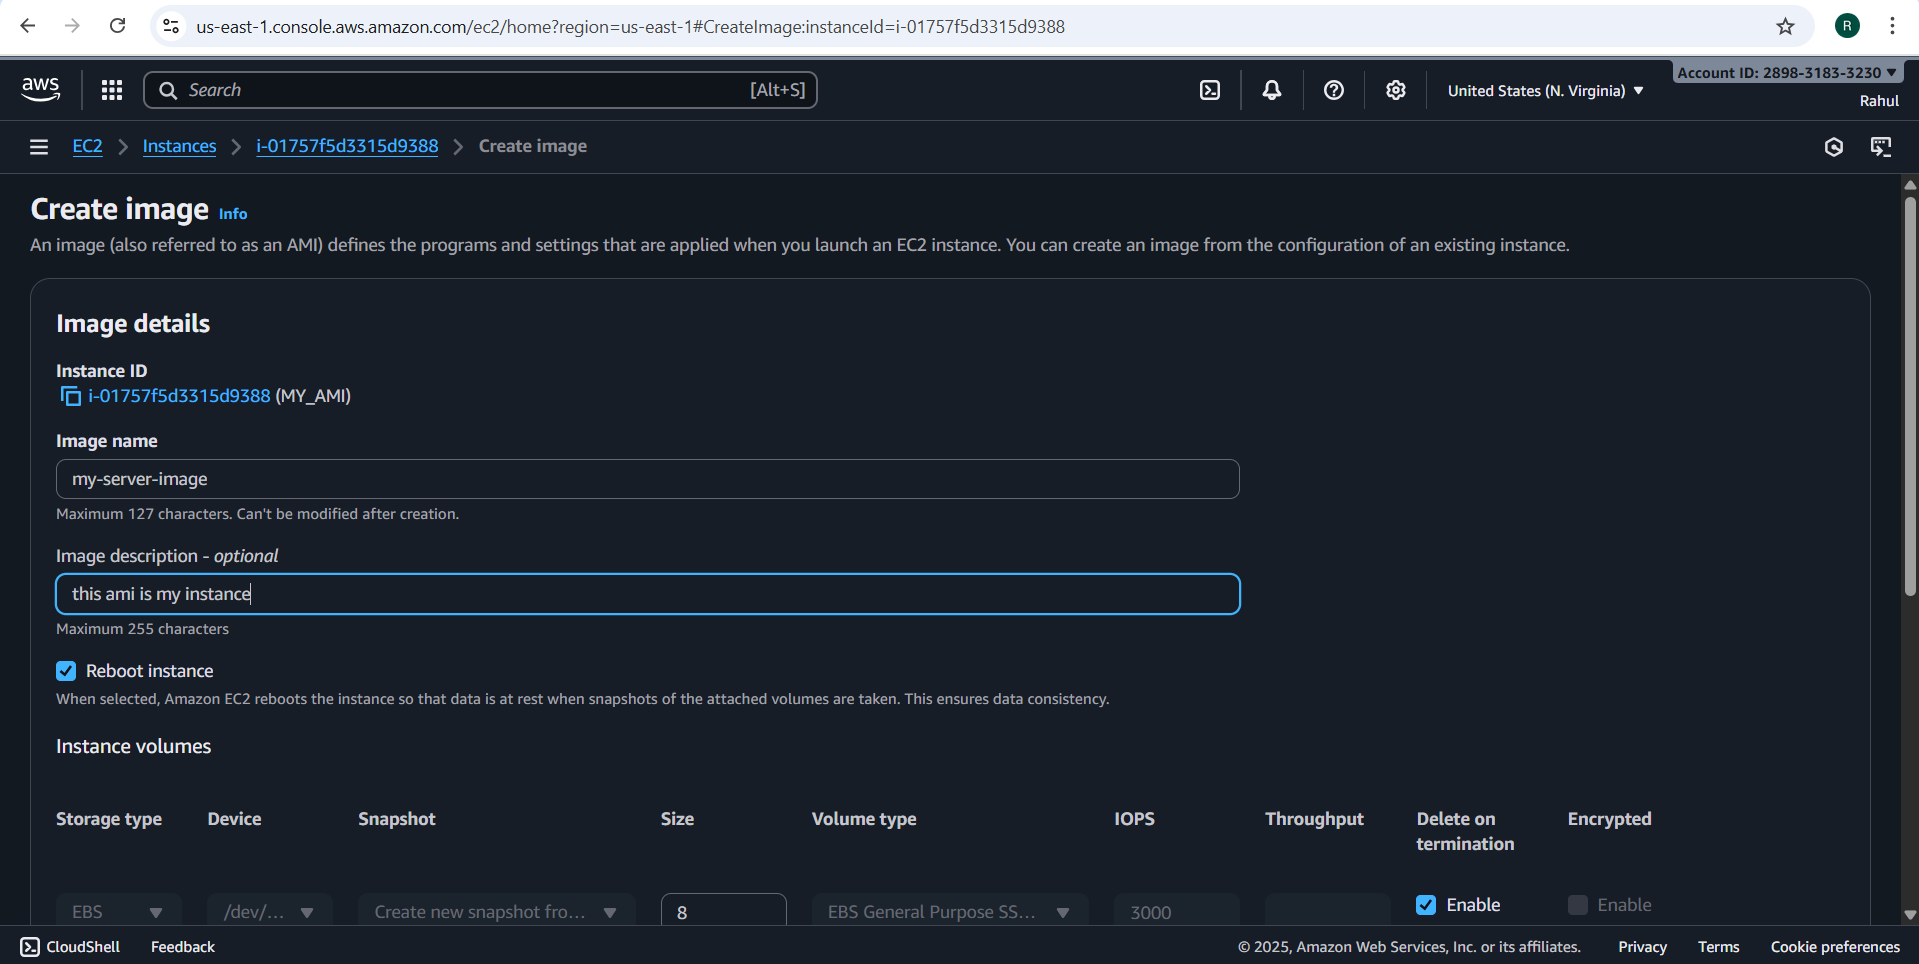 us-east-1.console.aws.amazon.com/ec2/home?region=us-east-1#CreateImage:instanceId=i-01757f5d3315d9388
R
aws
Search [Alt+S]
United States (N. Virginia)
Account ID: 2898-3183-3230
Rahul
EC2 Instances i-01757f5d3315d9388 Create image
Create image Info
An image (also referred to as an AMI) defines the programs and settings that are applied when you launch an EC2 instance. You can create an image from the configuration of an existing instance.
Image details
Instance ID
i-01757f5d3315d9388 (MY_AMI)
Image name
my-server-image
Maximum 127 characters. Can't be modified after creation.
Image description - optional
this ami is my instance
Maximum 255 characters
Reboot instance
When selected, Amazon EC2 reboots the instance so that data is at rest when snapshots of the attached volumes are taken. This ensures data consistency.
Instance volumes
Storage type Device Snapshot Size Volume type IOPS Throughput Delete on termination Encrypted
EBS /dev/... Create new snapshot fro... 8 EBS General Purpose SS... 3000 Enable Enable
CloudShell Feedback © 2025, Amazon Web Services, Inc. or its affiliates. Privacy Terms Cookie preferences